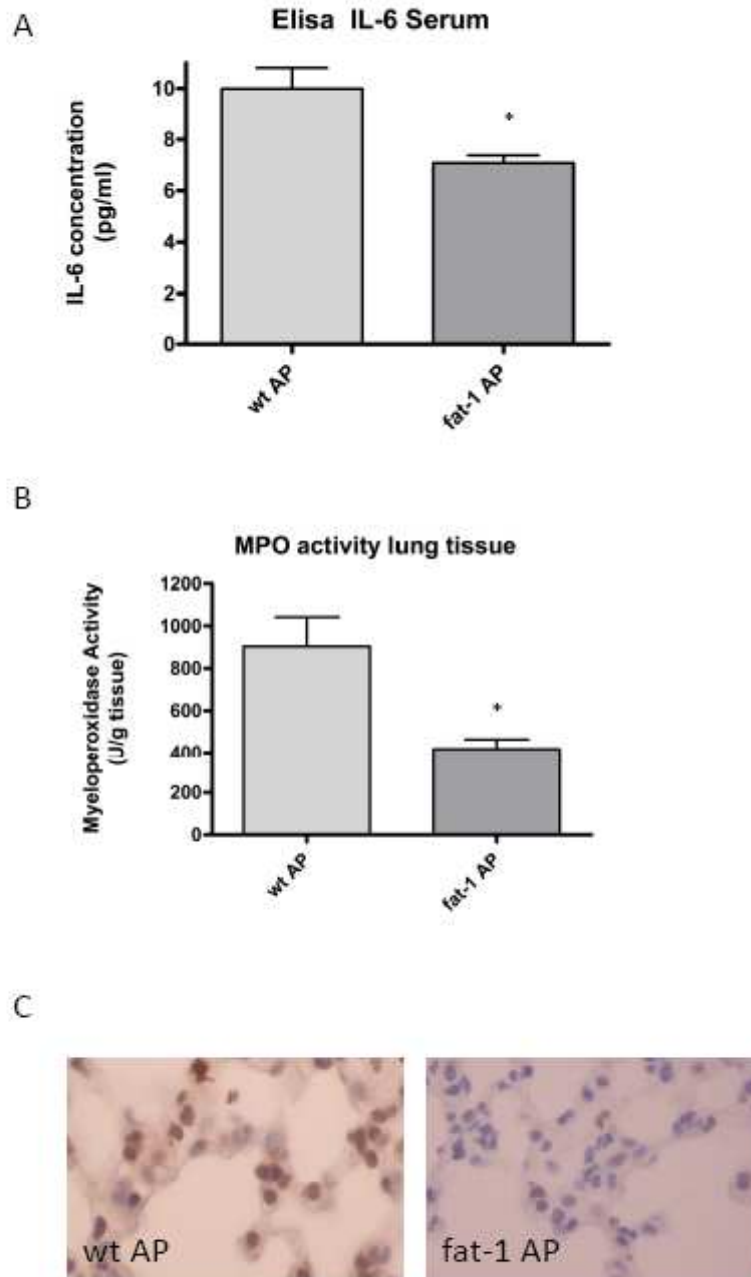 A
Elisa IL-6 Serum
IL-6 concentration
(pg/ml)
10
8
6
4
2
0
*
wt AP
fat-1 AP
B
MPO activity lung tissue
Myeloperoxidase Activity
(J/g tissue)
1200
1000
800
600
400
200
0
*
wt AP
fat-1 AP
C
wt AP
fat-1 AP